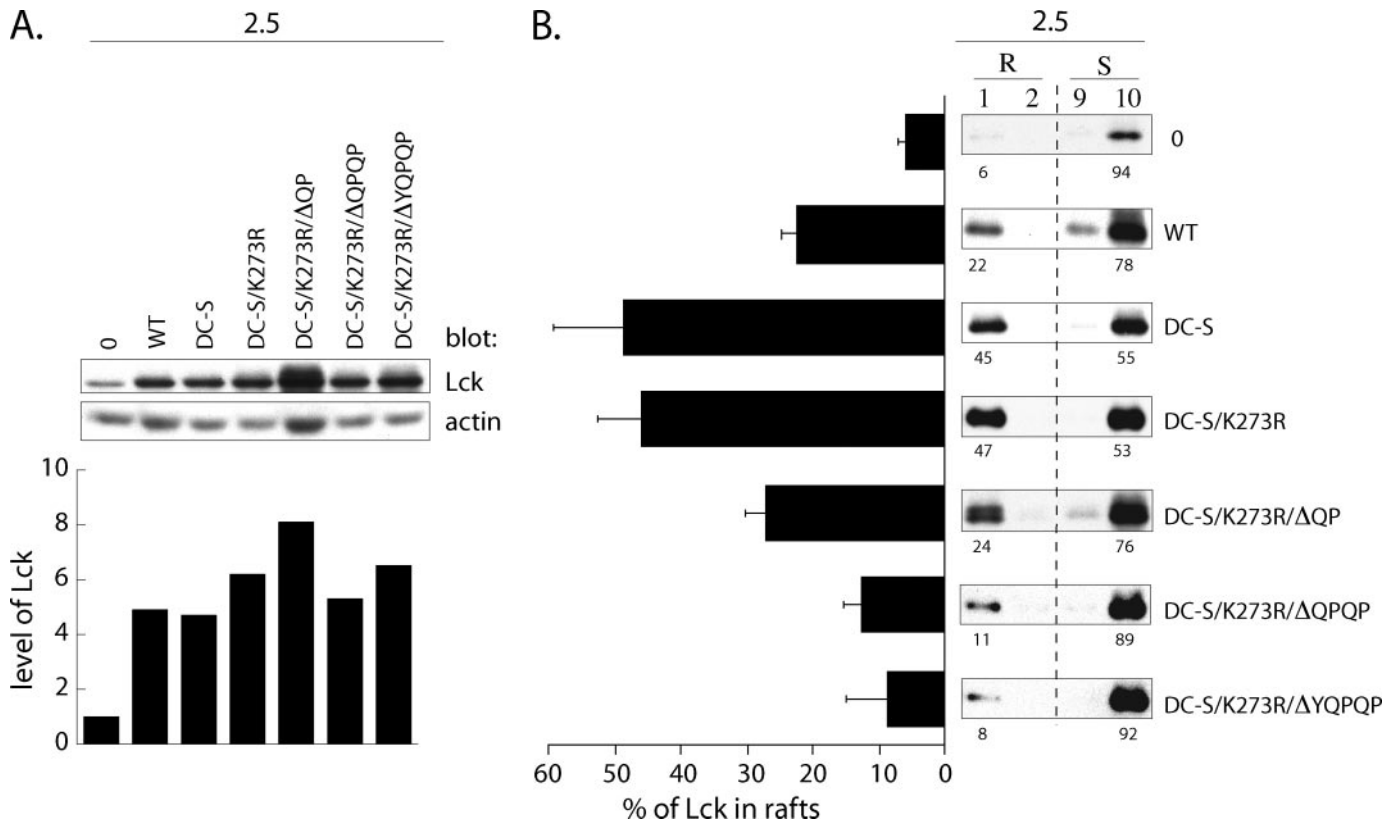 A.
2.5
0
WT
DC-S
DC-S/K273R
DC-S/K273R/ΔQP
DC-S/K273R/ΔQPQP
DC-S/K273R/ΔYQPQP
blot:
Lck
actin
10
8
6
4
2
0
level of Lck
B.
2.5
R S
1 2 9 10
0
6 94
WT
22 78
DC-S
45 55
DC-S/K273R
47 53
DC-S/K273R/ΔQP
24 76
DC-S/K273R/ΔQPQP
11 89
DC-S/K273R/ΔYQPQP
8 92
60 50 40 30 20 10 0
% of Lck in rafts